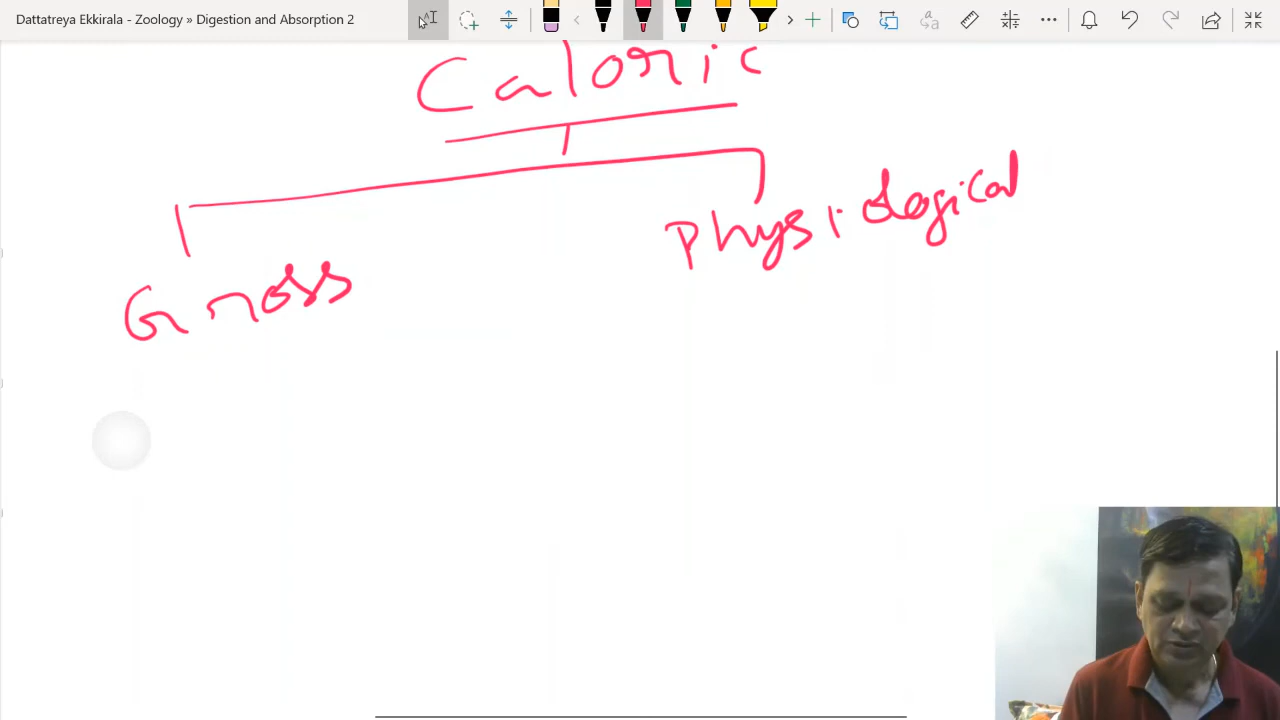 Dattatreya Ekkirala - Zoology » Digestion and Absorption 2
Caloric
Physiological
Gross